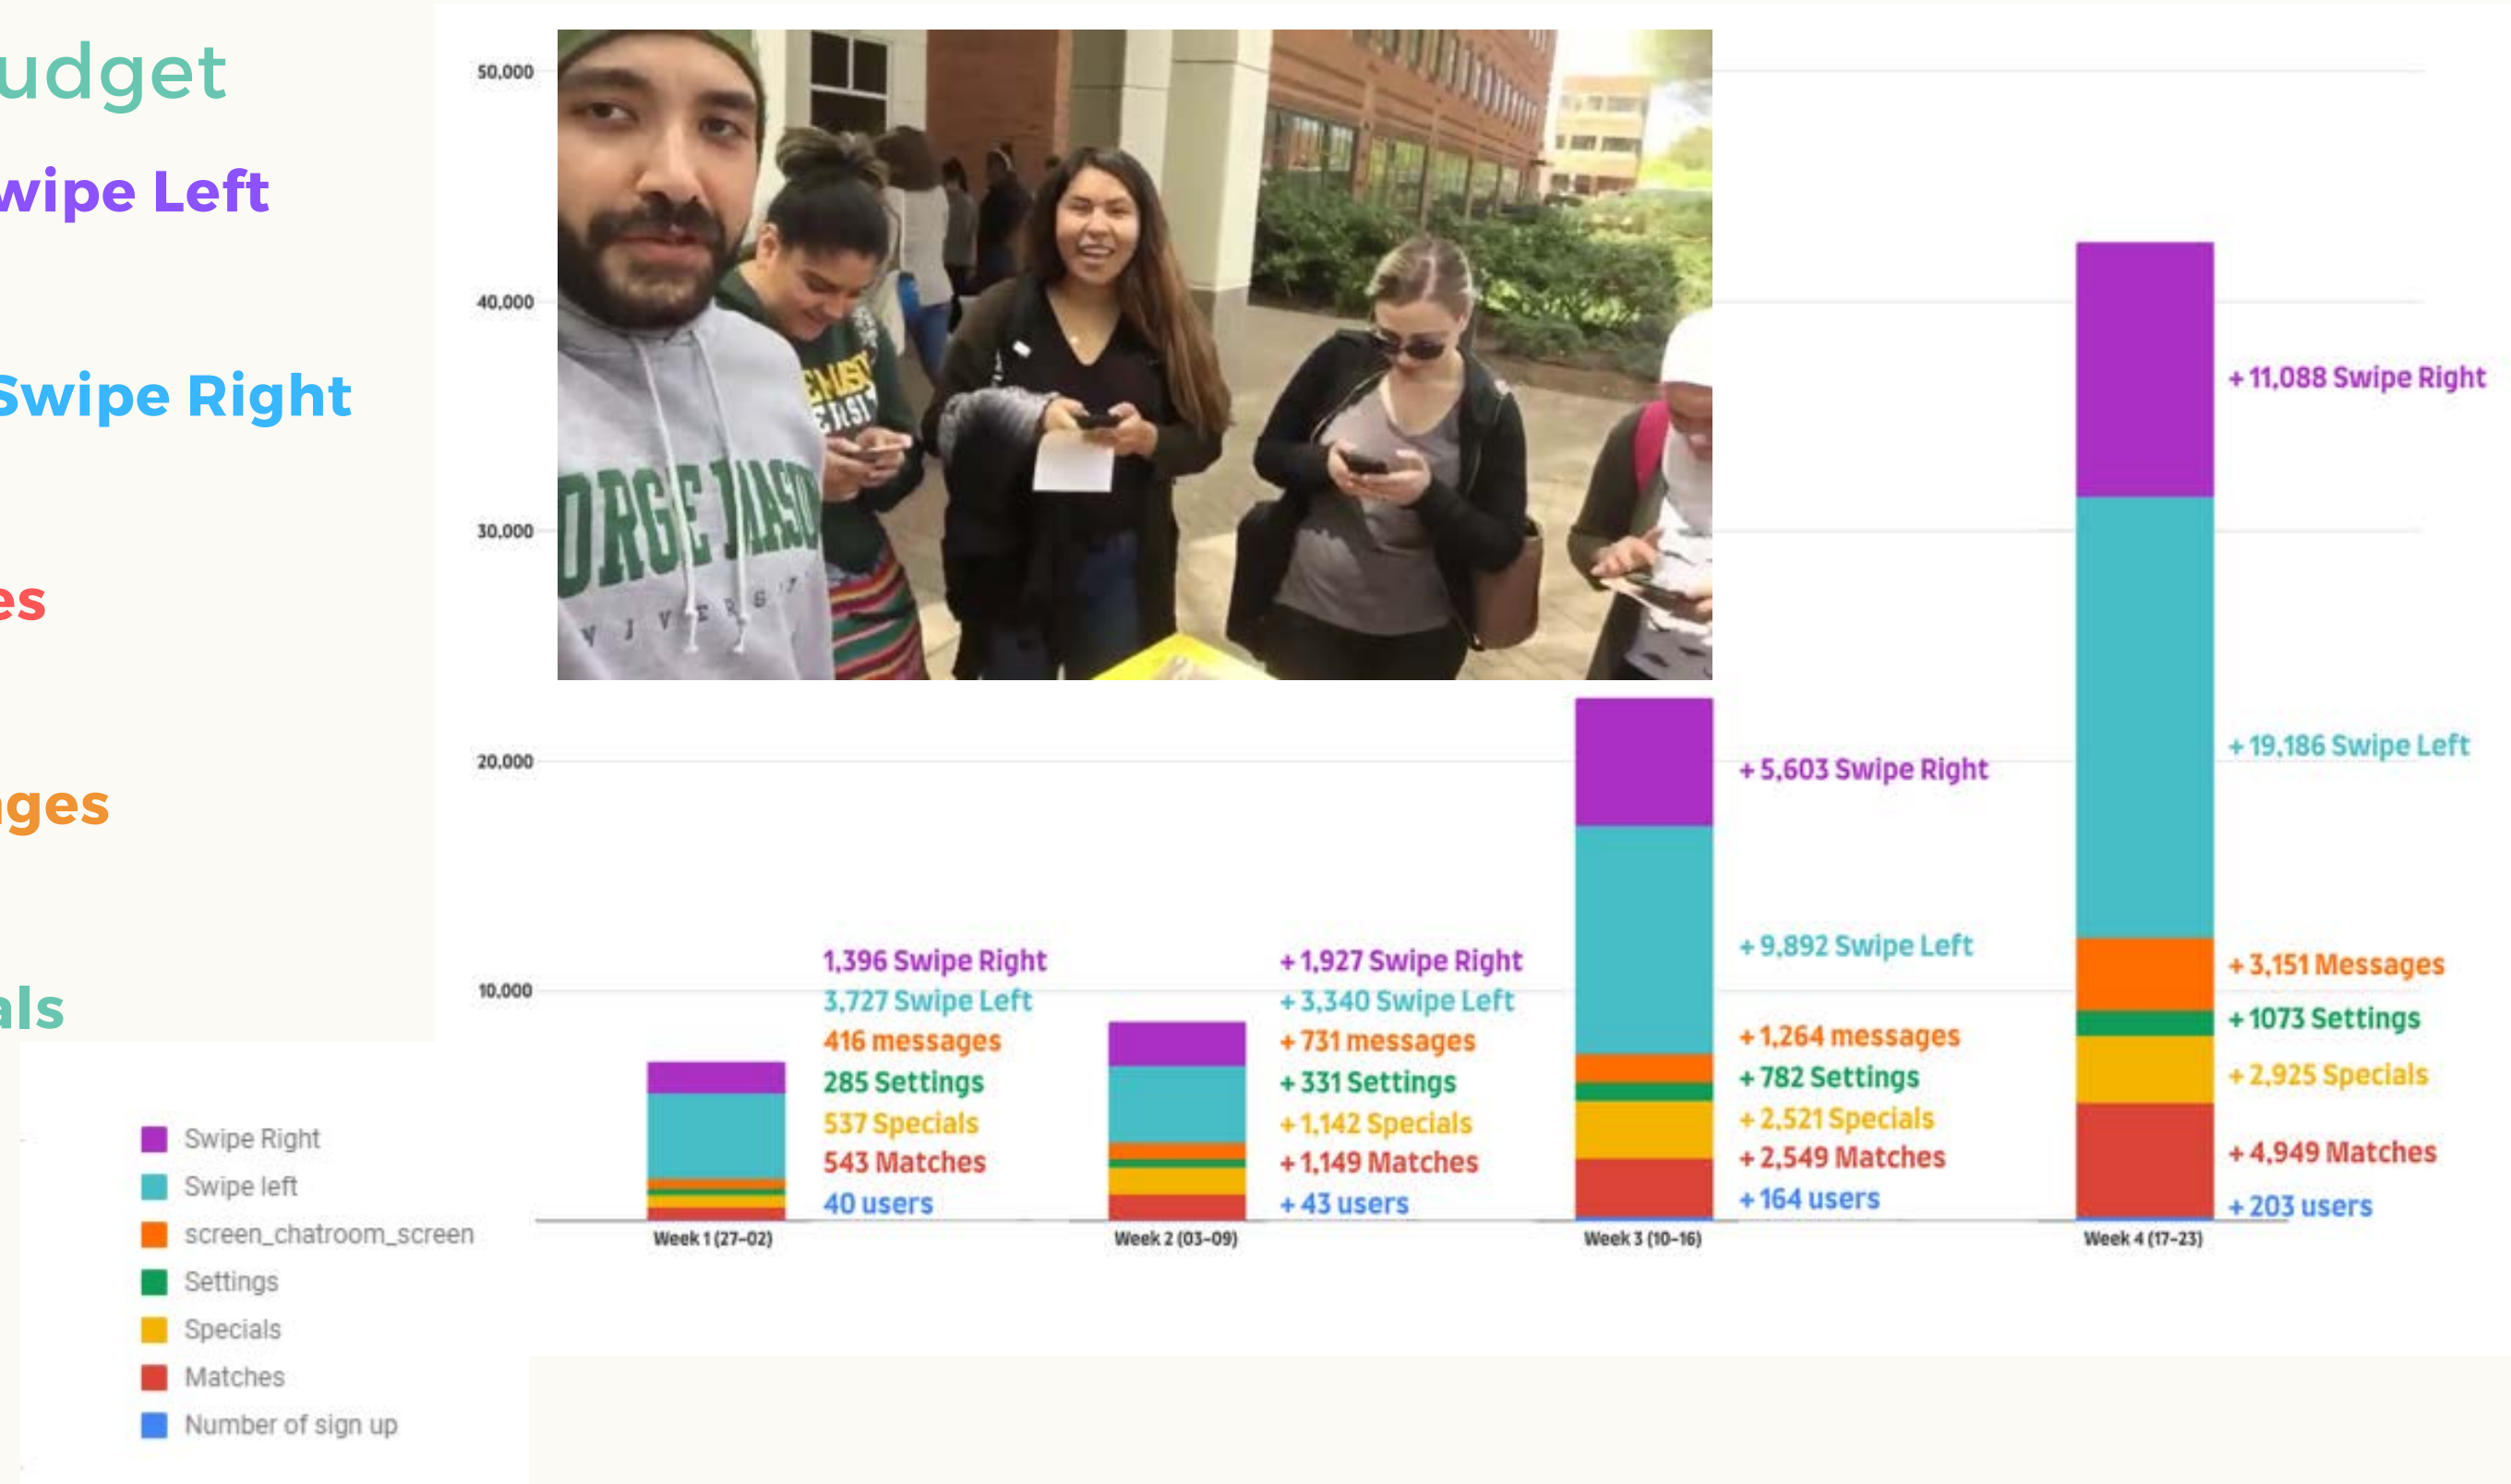 udget
wipe Left
Swipe Right
es
ges
als
50,000
40,000
30,000
20,000
10,000
ORGE MASO
N I V E R S I T
+ 11,088 Swipe Right
+ 19,186 Swipe Left
+ 3,151 Messages
+ 1073 Settings
+ 2,925 Specials
+ 4,949 Matches
+ 203 users
+ 5,603 Swipe Right
+ 9,892 Swipe Left
+ 1,264 messages
+ 782 Settings
+ 2,521 Specials
+ 2,549 Matches
+ 164 users
1,396 Swipe Right
3,727 Swipe Left
416 messages
285 Settings
537 Specials
543 Matches
40 users
+ 1,927 Swipe Right
+ 3,340 Swipe Left
+ 731 messages
+ 331 Settings
+ 1,142 Specials
+ 1,149 Matches
+ 43 users
Week 1 (27-02)
Week 2 (03-09)
Week 3 (10-16)
Week 4 (17-23)
Swipe Right
Swipe left
screen_chatroom_screen
Settings
Specials
Matches
Number of sign up